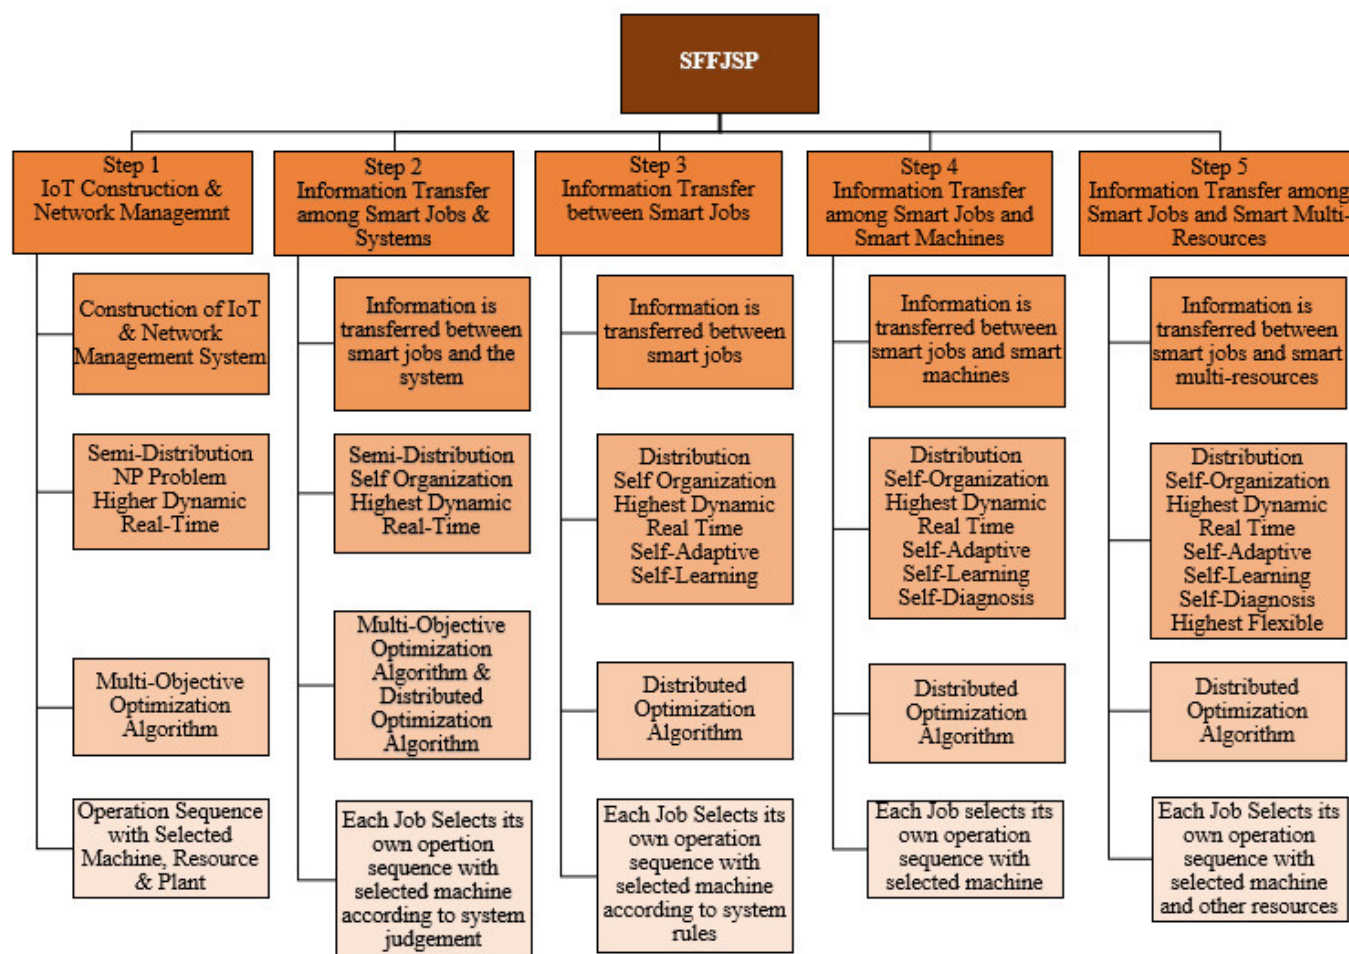 SFFJSP
Step 1
IoT Construction &
Network Managemnt
Construction of IoT
& Network
Management System
Semi-Distribution
NP Problem
Higher Dynamic
Real-Time
Multi-Objective
Optimization
Algorithm
Operation Sequence
with Selected
Machine, Resource
& Plant
Step 2
Information Transfer
among Smart Jobs &
Systems
Information is
transferred between
smart jobs and the
system
Semi-Distribution
Self Organization
Highest Dynamic
Real-Time
Multi-Objective
Optimization
Algorithm &
Distributed
Optimization
Algorithm
Each Job Selects its
own opertion
sequence with
selected machine
according to system
judgement
Step 3
Information Transfer
between Smart Jobs
Information is
transferred between
smart jobs
Distribution
Self Organization
Highest Dynamic
Real Time
Self-Adaptive
Self-Learning
Distributed
Optimization
Algorithm
Each Job Selects its
own operation
sequence with
selected machine
according to system
rules
Step 4
Information Transfer
among Smart Jobs and
Smart Machines
Information is
transferred between
smart jobs and smart
machines
Distribution
Self-Organization
Highest Dynamic
Real Time
Self-Adaptive
Self-Learning
Self-Diagnosis
Distributed
Optimization
Algorithm
Each Job selects its
own operation
sequence with
selected machine
Step 5
Information Transfer among
Smart Jobs and Smart Multi-
Resources
Information is
transferred between
smart jobs and smart
multi-resources
Distribution
Self-Organization
Highest Dynamic
Real Time
Self-Adaptive
Self-Learning
Self-Diagnosis
Highest Flexible
Distributed
Optimization
Algorithm
Each Job Selects its
own operation
sequence with
selected machine
and other resources